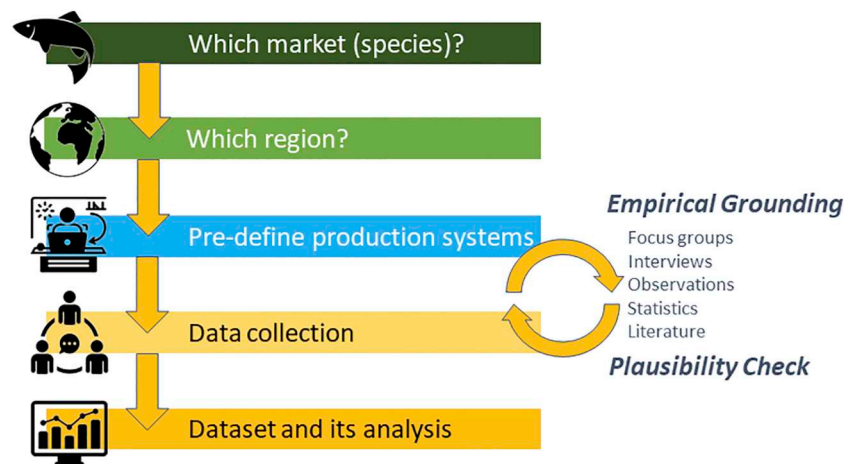 Which market (species)?
Which region?
Pre-define production systems
Data collection
Dataset and its analysis
Empirical Grounding
Focus groups
Interviews
Observations
Statistics
Literature
Plausibility Check